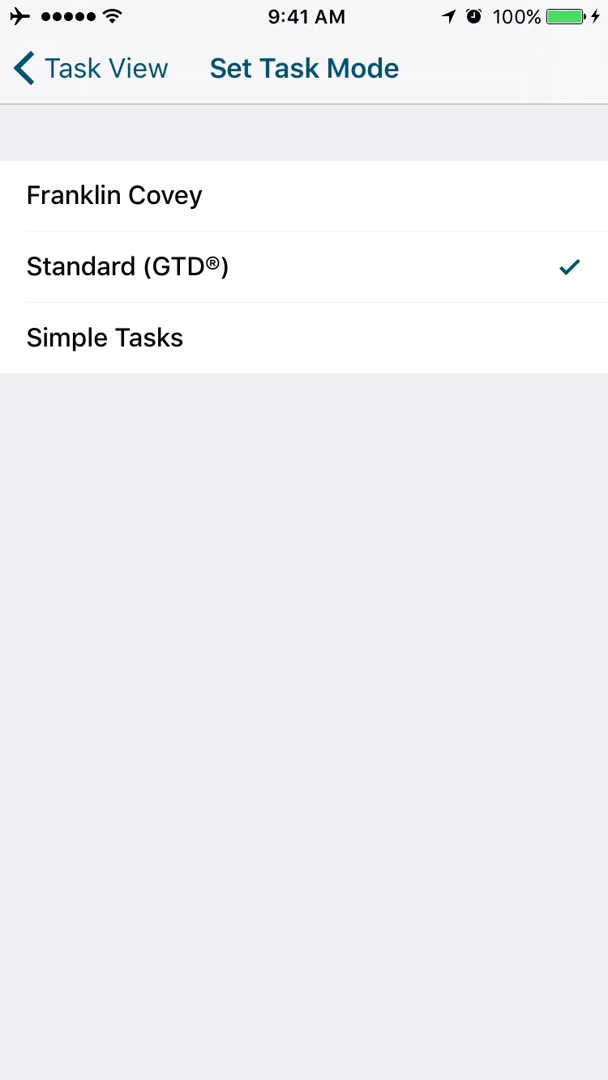 9:41 AM 100%
Task View Set Task Mode
Franklin Covey
Standard (GTD®)
Simple Tasks